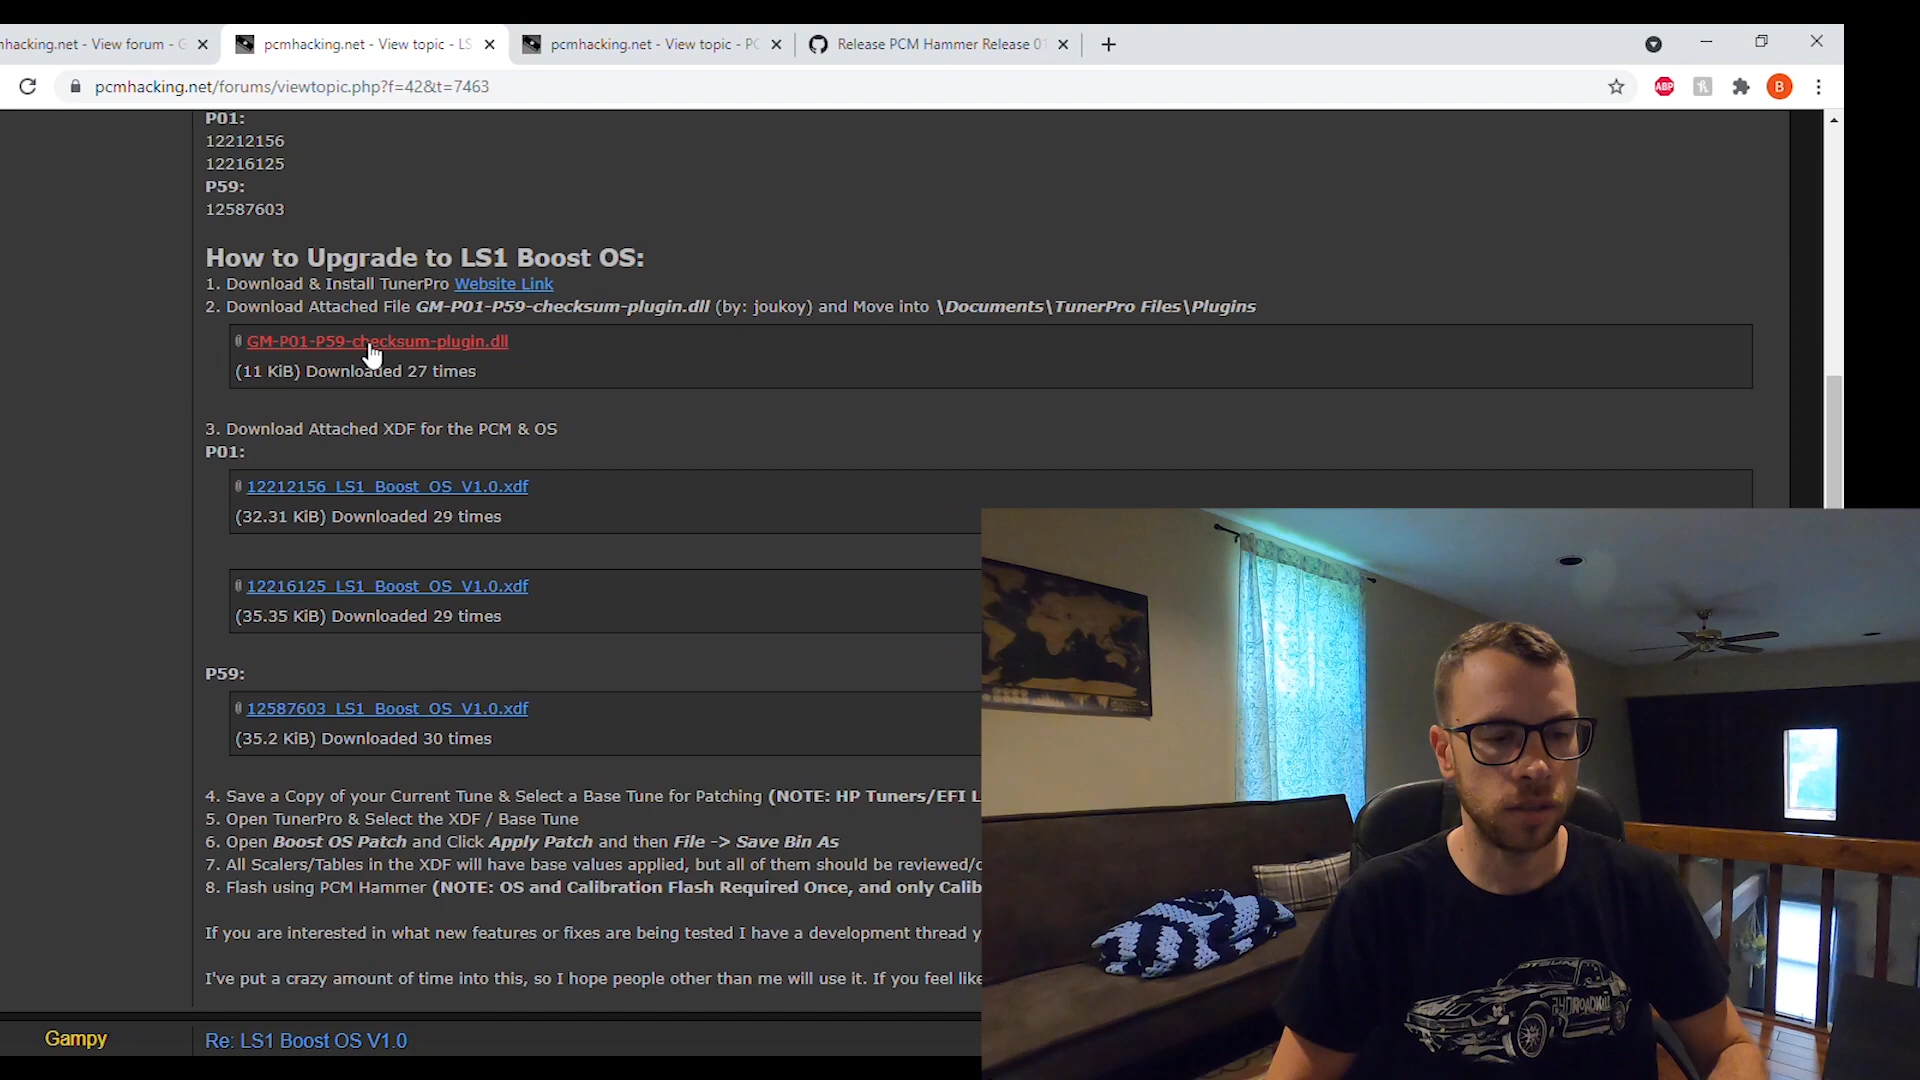 hacking.net - View forum - G
pcmhacking.net - View topic - LS
pcmhacking.net - View topic - PC
Release PCM Hammer Release 01
pcmhacking.net/forums/viewtopic.php?f=42&t=7463
ABP
B
P01:
12212156
12216125
P59:
12587603
How to Upgrade to LS1 Boost OS:
1. Download & Install TunerPro Website Link
2. Download Attached File GM-P01-P59-checksum-plugin.dll (by: joukoy) and Move into \Documents\TunerPro Files\Plugins
GM-P01-P59-checksum-plugin.dll
(11 KiB) Downloaded 27 times
3. Download Attached XDF for the PCM & OS
P01:
12212156_LS1_Boost_OS_V1.0.xdf
(32.31 KiB) Downloaded 29 times
12216125_LS1_Boost_OS_V1.0.xdf
(35.35 KiB) Downloaded 29 times
P59:
12587603_LS1_Boost_OS_V1.0.xdf
(35.2 KiB) Downloaded 30 times
4. Save a Copy of your Current Tune & Select a Base Tune for Patching (NOTE: HP Tuners/EFI L
5. Open TunerPro & Select the XDF / Base Tune
6. Open Boost OS Patch and Click Apply Patch and then File -> Save Bin As
7. All Scalers/Tables in the XDF will have base values applied, but all of them should be reviewed/c
8. Flash using PCM Hammer (NOTE: OS and Calibration Flash Required Once, and only Calib
If you are interested in what new features or fixes are being tested I have a development thread y
I've put a crazy amount of time into this, so I hope people other than me will use it. If you feel like
Gampy
Re: LS1 Boost OS V1.0
ROADKILL